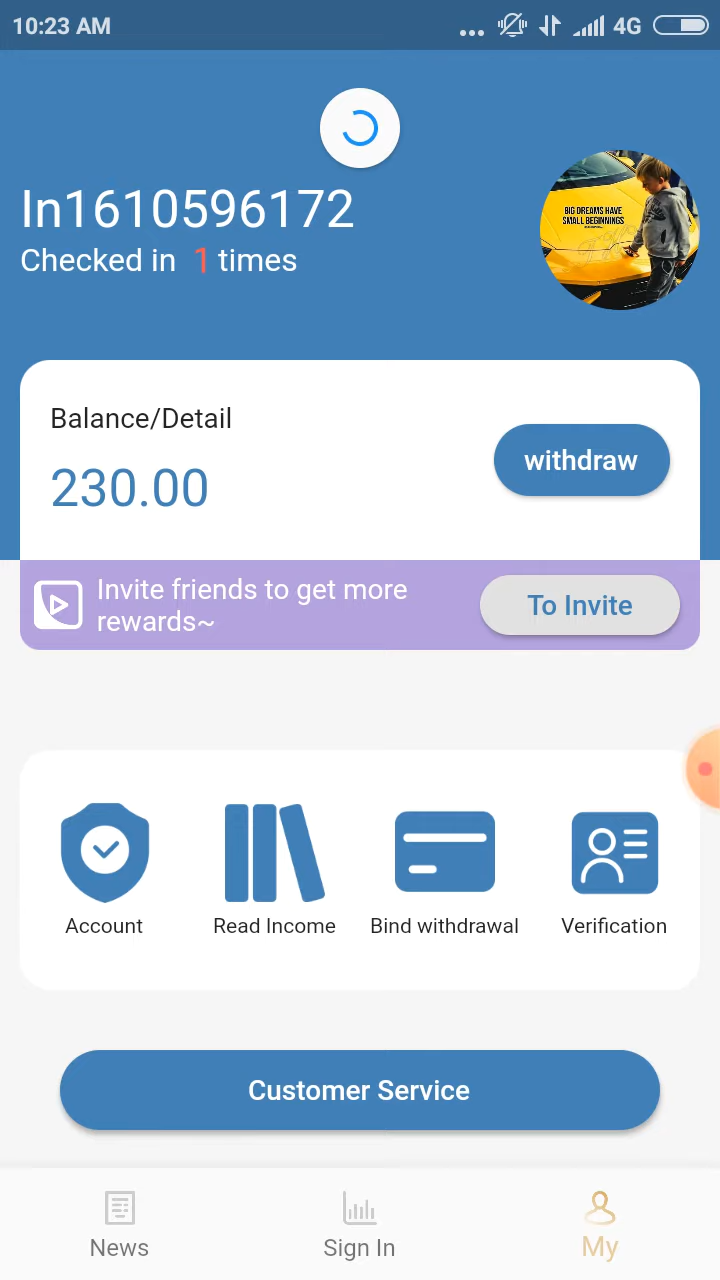 10:23 AM
4G
In1610596172
Checked in 1 times
BIG DREAMS HAVE
SMALL BEGINNINGS
Balance/Detail
230.00
withdraw
Invite friends to get more
rewards~
To Invite
Account
Read Income
Bind withdrawal
Verification
Customer Service
News
Sign In
My